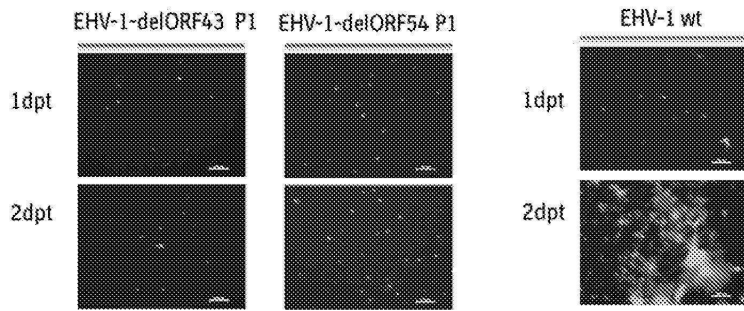 EHV-1-delORF43 P1
EHV-1-delORF54 P1
EHV-1 wt
1dpt
1dpt
2dpt
2dpt